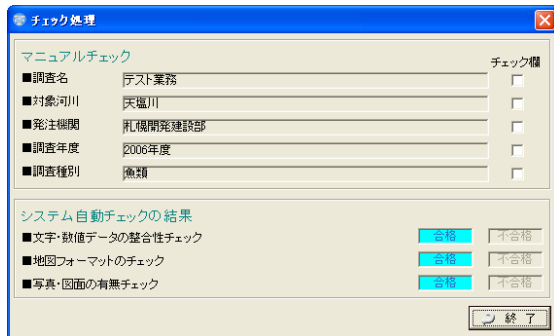 チェック処理
マニュアルチェック
チェック欄
■調査名 テスト業務
■対象河川 天塩川
■発注機関 札幌開発建設部
■調査年度 2006年度
■調査種別 魚類
システム自動チェックの結果
■文字・数値データの整合性チェック 合格 不合格
■地図フォーマットのチェック 合格 不合格
■写真・図面の有無チェック 合格 不合格
終了